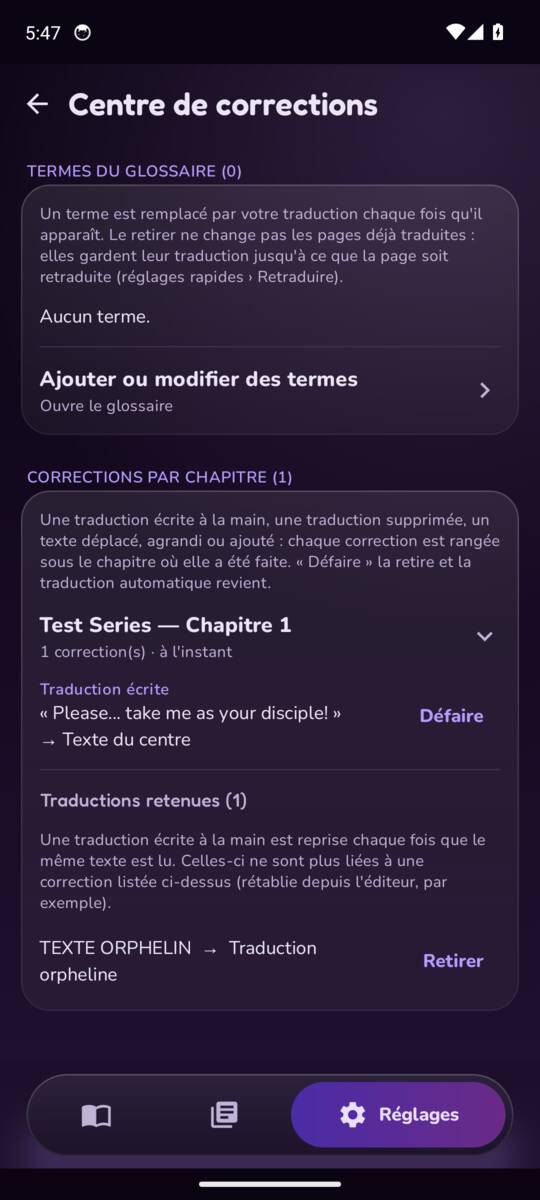 5:47
Centre de corrections
TERMES DU GLOSSAIRE (0)
Un terme est remplacé par votre traduction chaque fois qu'il
apparaît. Le retirer ne change pas les pages déjà traduites :
elles gardent leur traduction jusqu'à ce que la page soit
retraduite (réglages rapides › Retraduire).
Aucun terme.
Ajouter ou modifier des termes
Ouvre le glossaire
CORRECTIONS PAR CHAPITRE (1)
Une traduction écrite à la main, une traduction supprimée, un
texte déplacé, agrandi ou ajouté : chaque correction est rangée
sous le chapitre où elle a été faite. « Défaire » la retire et la
traduction automatique revient.
Test Series — Chapitre 1
1 correction(s) · à l'instant
Traduction écrite
« Please... take me as your disciple! »
→ Texte du centre
Défaire
Traductions retenues (1)
Une traduction écrite à la main est reprise chaque fois que le
même texte est lu. Celles-ci ne sont plus liées à une
correction listée ci-dessus (rétablie depuis l'éditeur, par
exemple).
TEXTE ORPHELIN → Traduction
orpheline
Retirer
Réglages